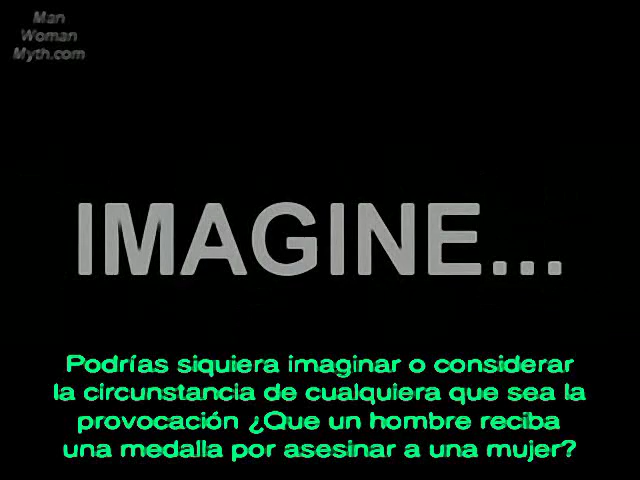 Man
Woman
Myth.com
IMAGINE...
Podrías siquiera imaginar o considerar
la circunstancia de cualquiera que sea la
provocación ¿Que un hombre reciba
una medalla por asesinar a una mujer?